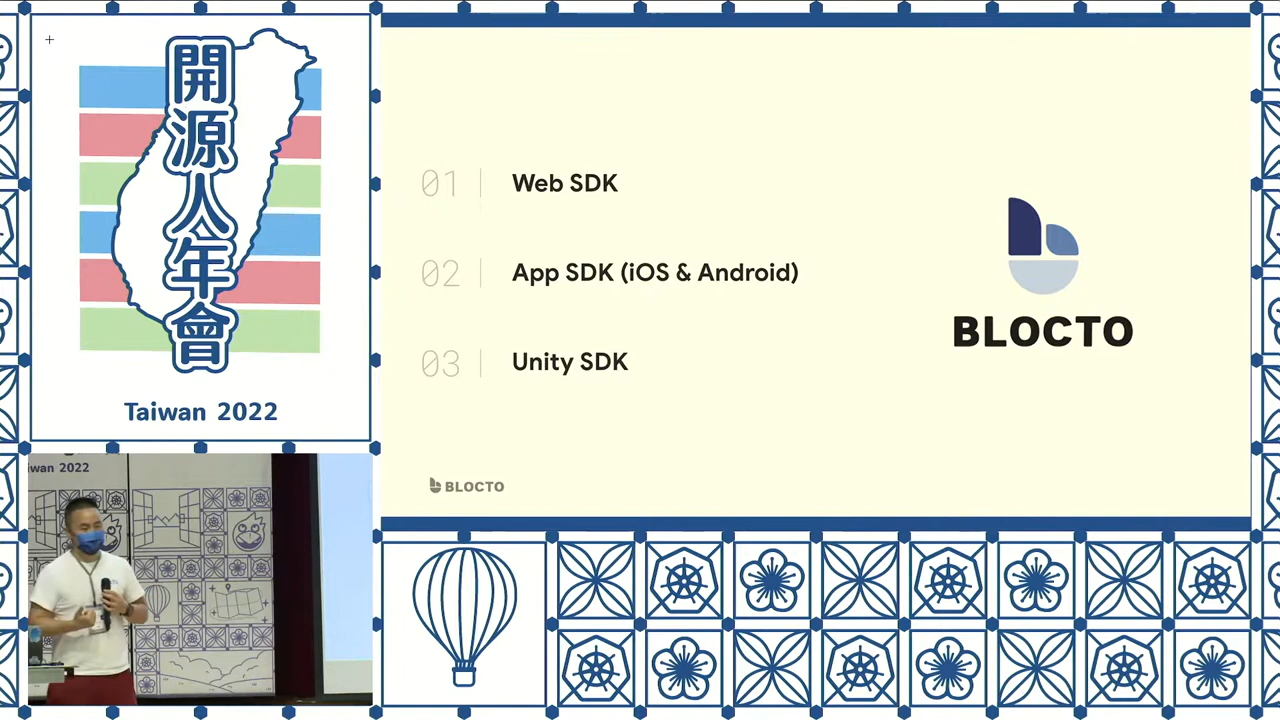 開源人年會
Taiwan 2022
01 Web SDK
02 App SDK (iOS & Android)
03 Unity SDK
BLOCTO
BLOCTO
iwan 2022